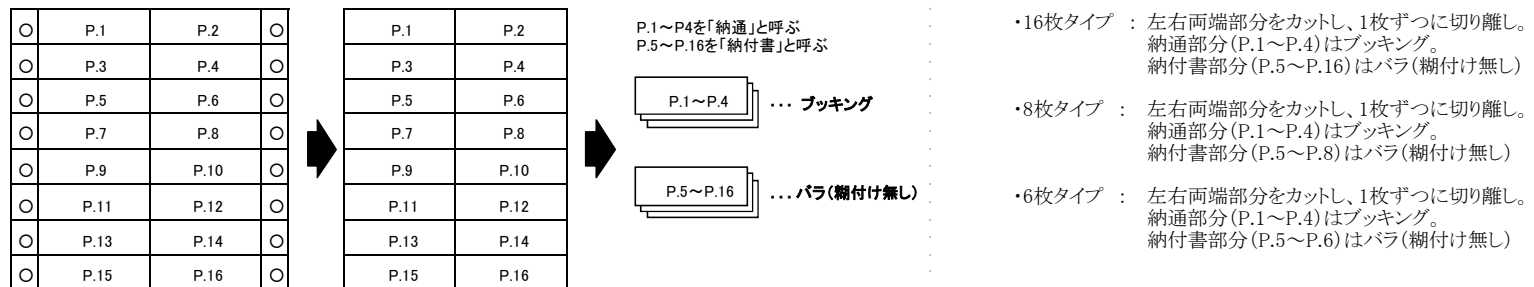 ○ P.1 P.2 ○
○ P.3 P.4 ○
○ P.5 P.6 ○
○ P.7 P.8 ○
○ P.9 P.10 ○
○ P.11 P.12 ○
○ P.13 P.14 ○
○ P.15 P.16 ○
P.1 P.2
P.3 P.4
P.5 P.6
P.7 P.8
P.9 P.10
P.11 P.12
P.13 P.14
P.15 P.16
P.1～P4を「納通」と呼ぶ
P.5～P.16を「納付書」と呼ぶ
P.1～P.4 ... ブッキング
P.5～P.16 ...バラ(糊付け無し)
・16枚タイプ : 左右両端部分をカットし、1枚ずつに切り離し。
納通部分(P.1～P.4)はブッキング。
納付書部分(P.5～P.16)はバラ(糊付け無し)
・8枚タイプ : 左右両端部分をカットし、1枚ずつに切り離し。
納通部分(P.1～P.4)はブッキング。
納付書部分(P.5～P.8)はバラ(糊付け無し)
・6枚タイプ : 左右両端部分をカットし、1枚ずつに切り離し。
納通部分(P.1～P.4)はブッキング。
納付書部分(P.5～P.6)はバラ(糊付け無し)